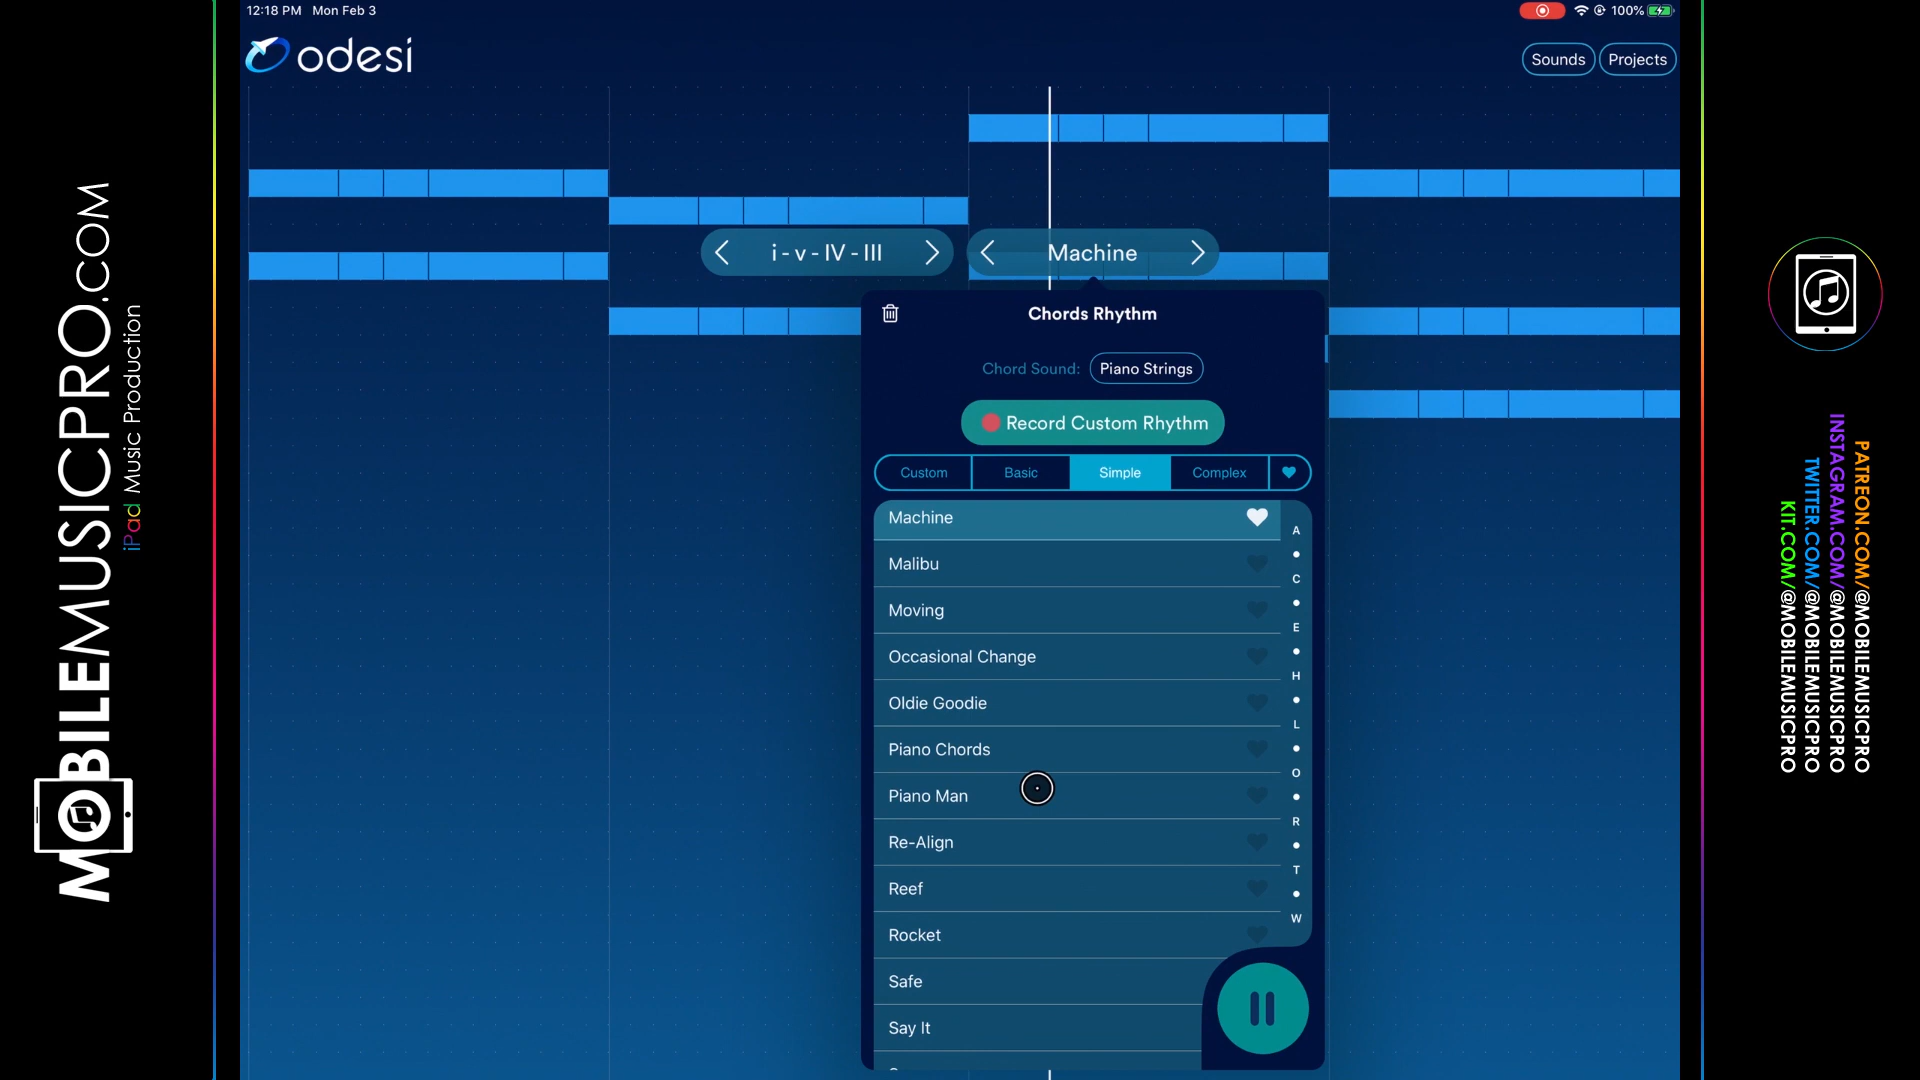 12:18 PM Mon Feb 3
100%
odesi
Sounds
Projects
i - v - IV - III
Machine
Chords Rhythm
Chord Sound: Piano Strings
Record Custom Rhythm
Custom Basic Simple Complex
Machine
Malibu
Moving
Occasional Change
Oldie Goodie
Piano Chords
Piano Man
Re-Align
Reef
Rocket
Safe
Say It
A
C
E
H
L
O
R
T
W
MOBILEMUSICPRO.COM
iPad Music Production
KIT.COM/@MOBILEMUSICPRO
TWITTER.COM/@MOBILEMUSICPRO
INSTAGRAM.COM/@MOBILEMUSICPRO
PATREON.COM/@MOBILEMUSICPRO